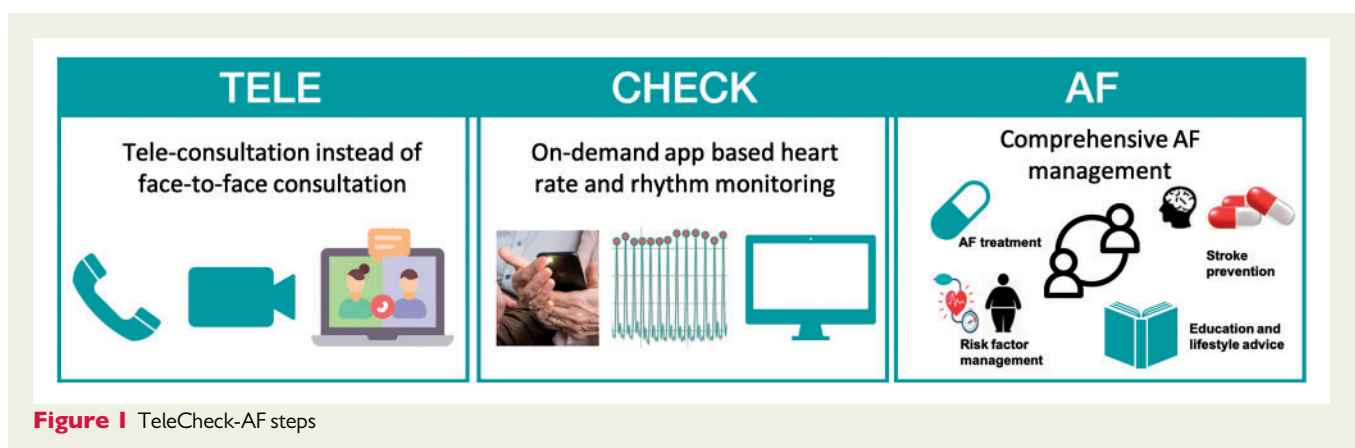 TELE
Tele-consultation instead of
face-to-face consultation
CHECK
On-demand app based heart
rate and rhythm monitoring
AF
Comprehensive AF
management
AF treatment
Stroke
prevention
Risk factor
management
Education and
lifestyle advice
Figure 1 TeleCheck-AF steps